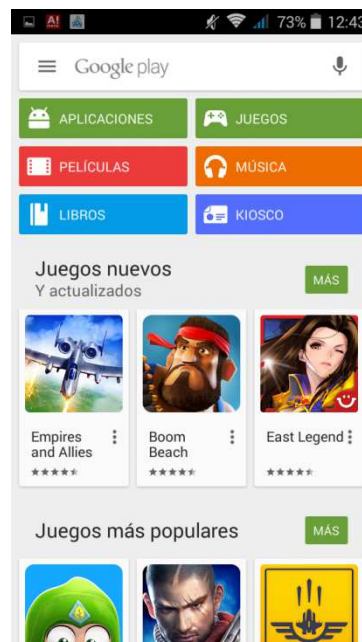 73% 12:43
Google play
APLICACIONES
JUEGOS
PELÍCULAS
MÚSICA
LIBROS
KIOSCO
Juegos nuevos
MÁS
Y actualizados
Empires
and Allies
Boom
Beach
East Legend
Juegos más populares
MÁS